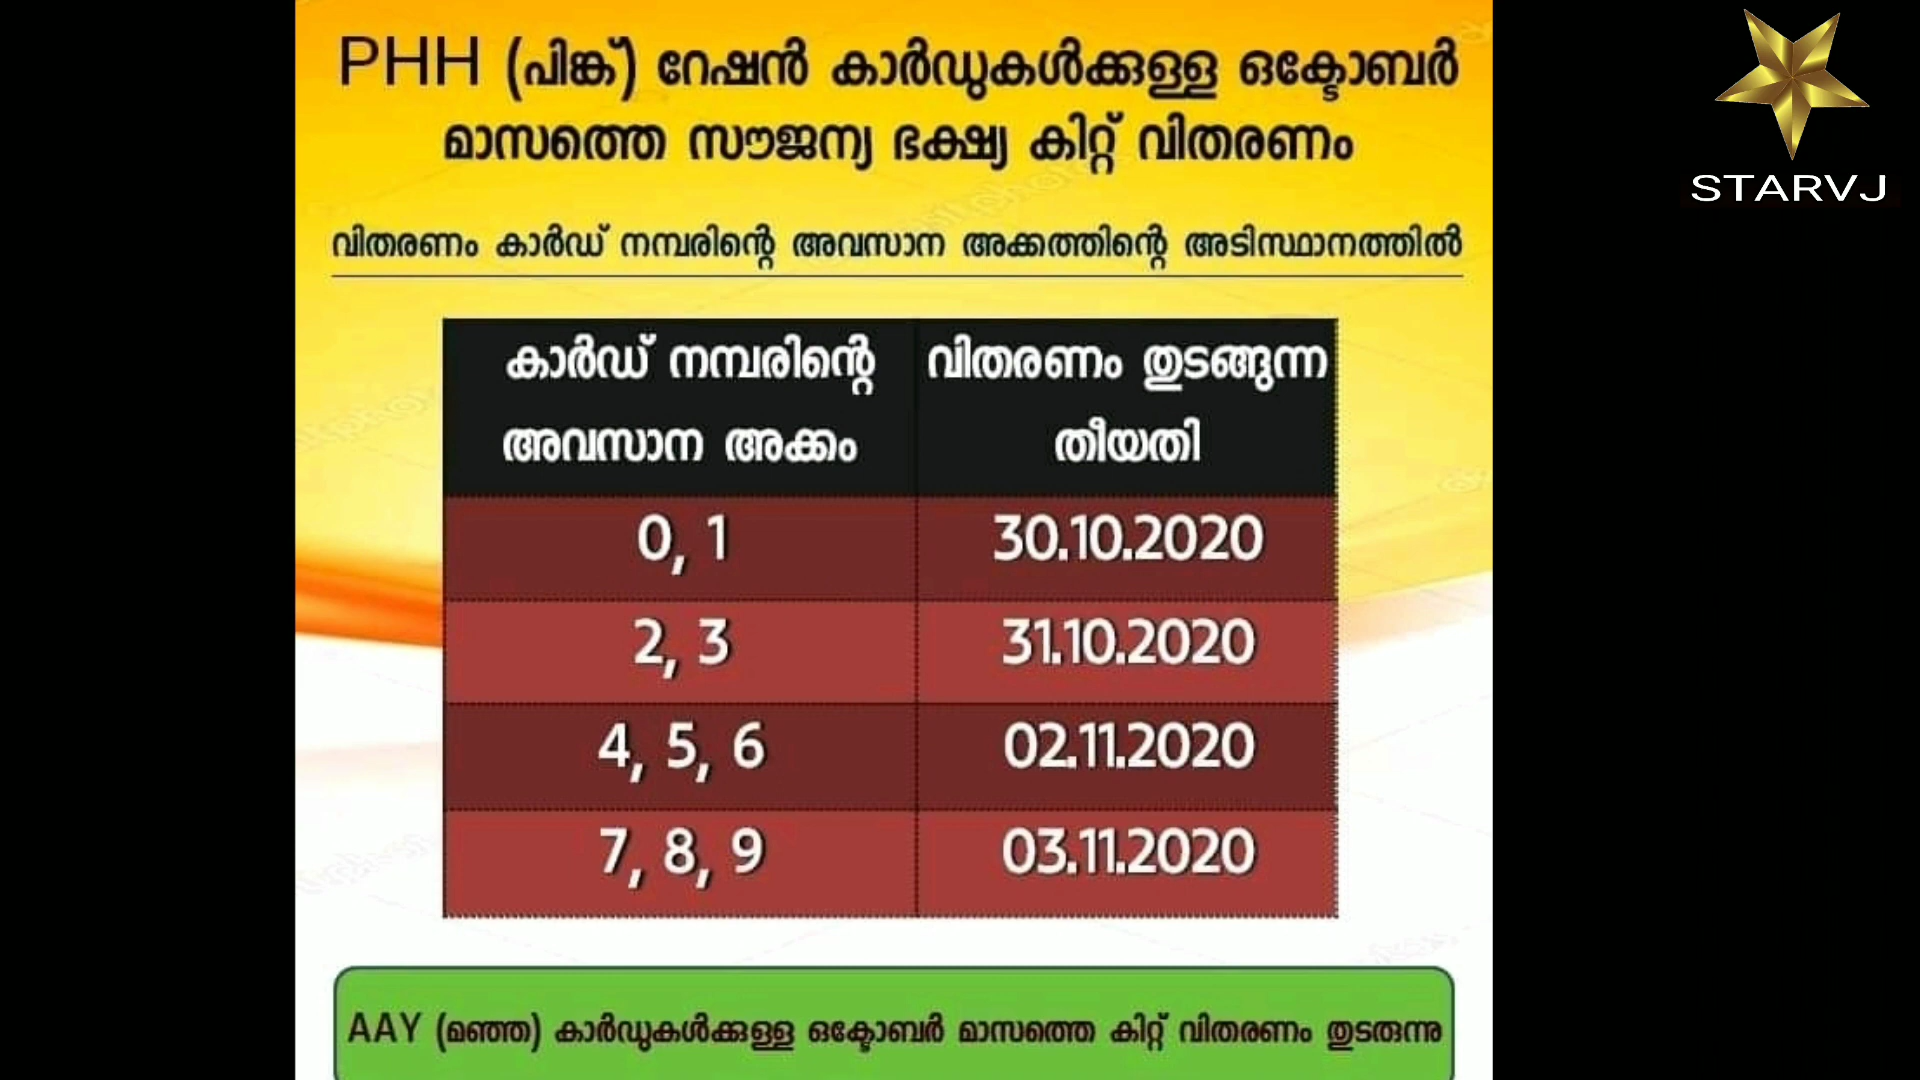 PHH (പിങ്ക്) റേഷൻ കാർഡുകൾക്കുള്ള ഒക്ടോബർ
മാസത്തെ സൗജന്യ ഭക്ഷ്യ കിറ്റ് വിതരണം
വിതരണം കാർഡ് നമ്പരിന്റെ അവസാന അക്കത്തിന്റെ അടിസ്ഥാനത്തിൽ
കാർഡ് നമ്പരിന്റെ
അവസാന അക്കം
വിതരണം തുടങ്ങുന്ന
തീയതി
0, 1 30.10.2020
2, 3 31.10.2020
4, 5, 6 02.11.2020
7, 8, 9 03.11.2020
AAY (മഞ്ഞ) കാർഡുകൾക്കുള്ള ഒക്ടോബർ മാസത്തെ കിറ്റ് വിതരണം തുടരുന്നു
STARVJ